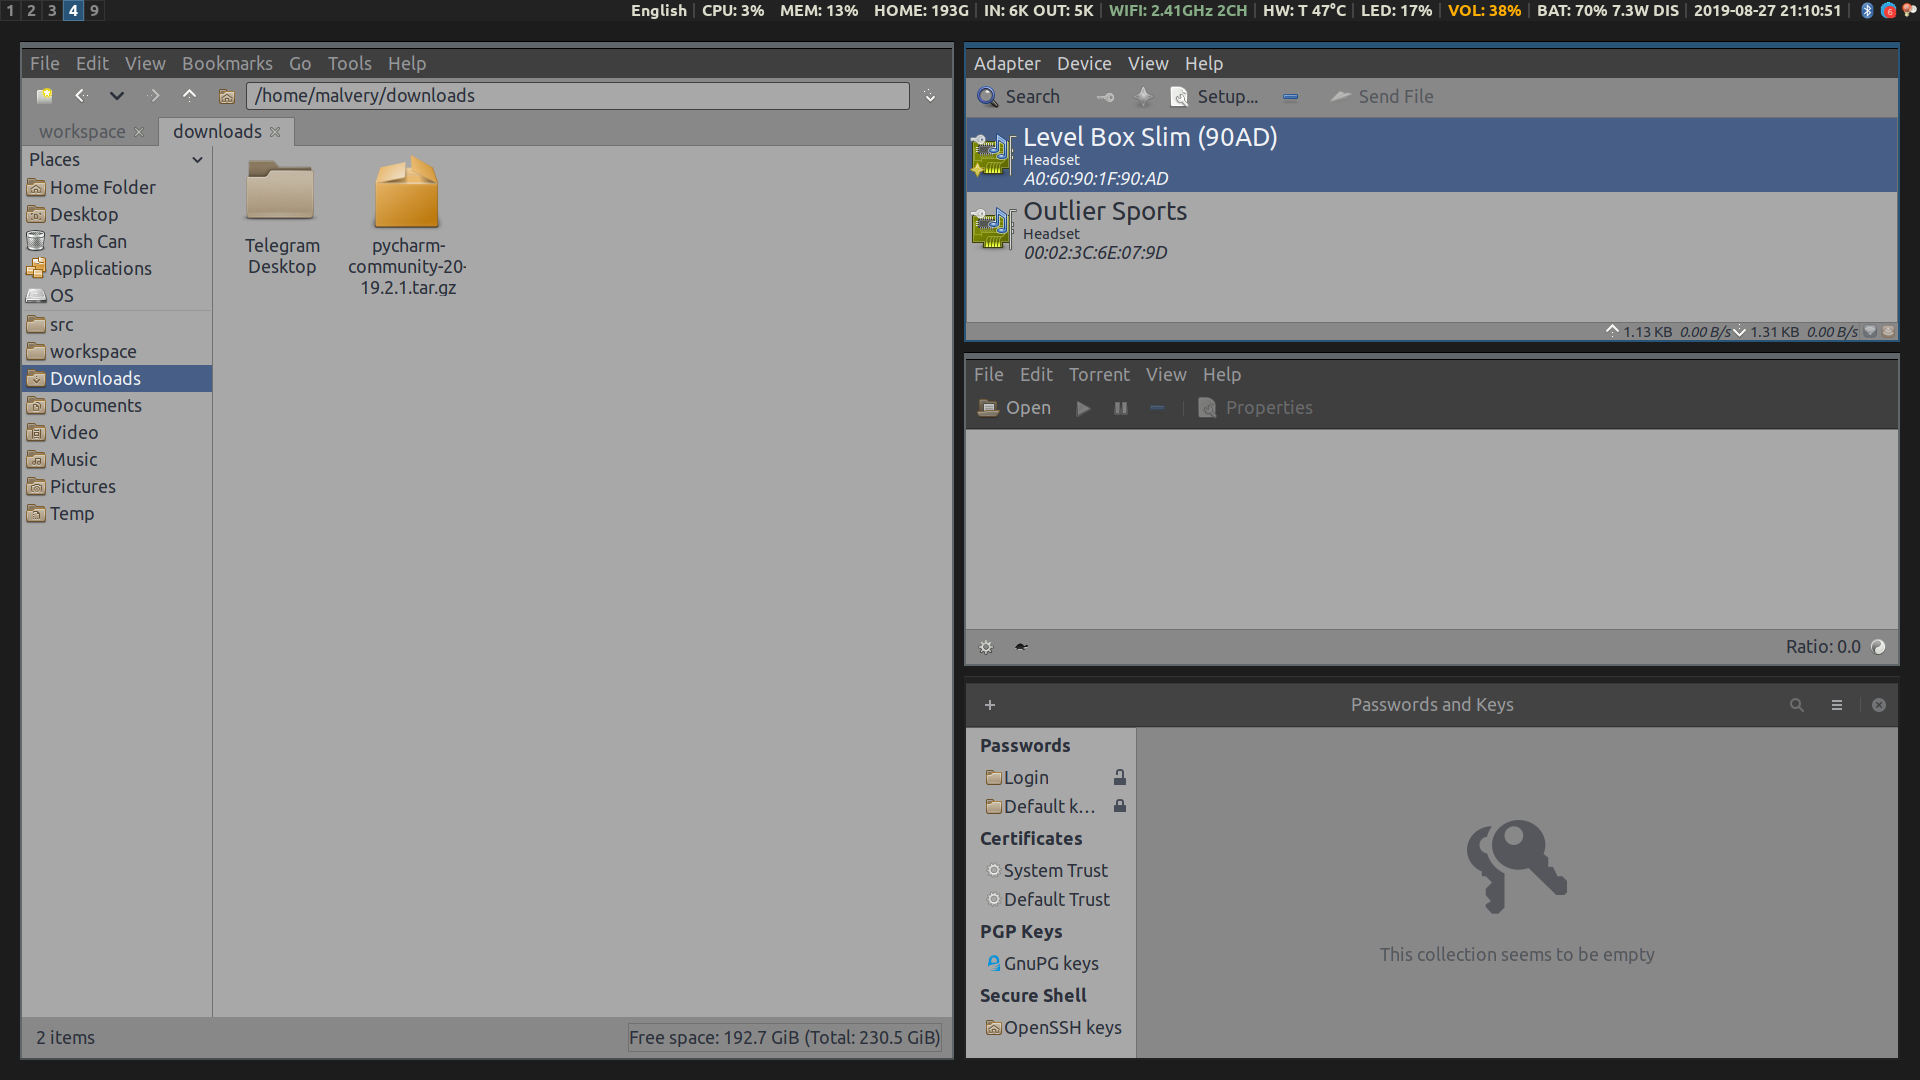 1 2 3 4 9
English CPU: 3% MEM: 13% HOME: 193G IN: 6K OUT: 5K WIFI: 2.41GHz 2CH HW: T 47°C LED: 17% VOL: 38% BAT: 70% 7.3W DIS 2019-08-27 21:10:51
File Edit View Bookmarks Go Tools Help
/home/malvery/downloads
workspace downloads
Places
Home Folder
Desktop
Trash Can
Applications
OS
src
workspace
Downloads
Documents
Video
Music
Pictures
Temp
Telegram
Desktop
pycharm-
community-20-
19.2.1.tar.gz
2 items
Free space: 192.7 GiB (Total: 230.5 GiB)
Adapter Device View Help
Search Setup... Send File
Level Box Slim (90AD)
Headset
A0:60:90:1F:90:AD
Outlier Sports
Headset
00:02:3C:6E:07:9D
1.13 KB 0.00 B/s 1.31 KB 0.00 B/s
File Edit Torrent View Help
Open Properties
Ratio: 0.0
Passwords and Keys
Passwords
Login
Default k...
Certificates
System Trust
Default Trust
PGP Keys
GnuPG keys
Secure Shell
OpenSSH keys
This collection seems to be empty